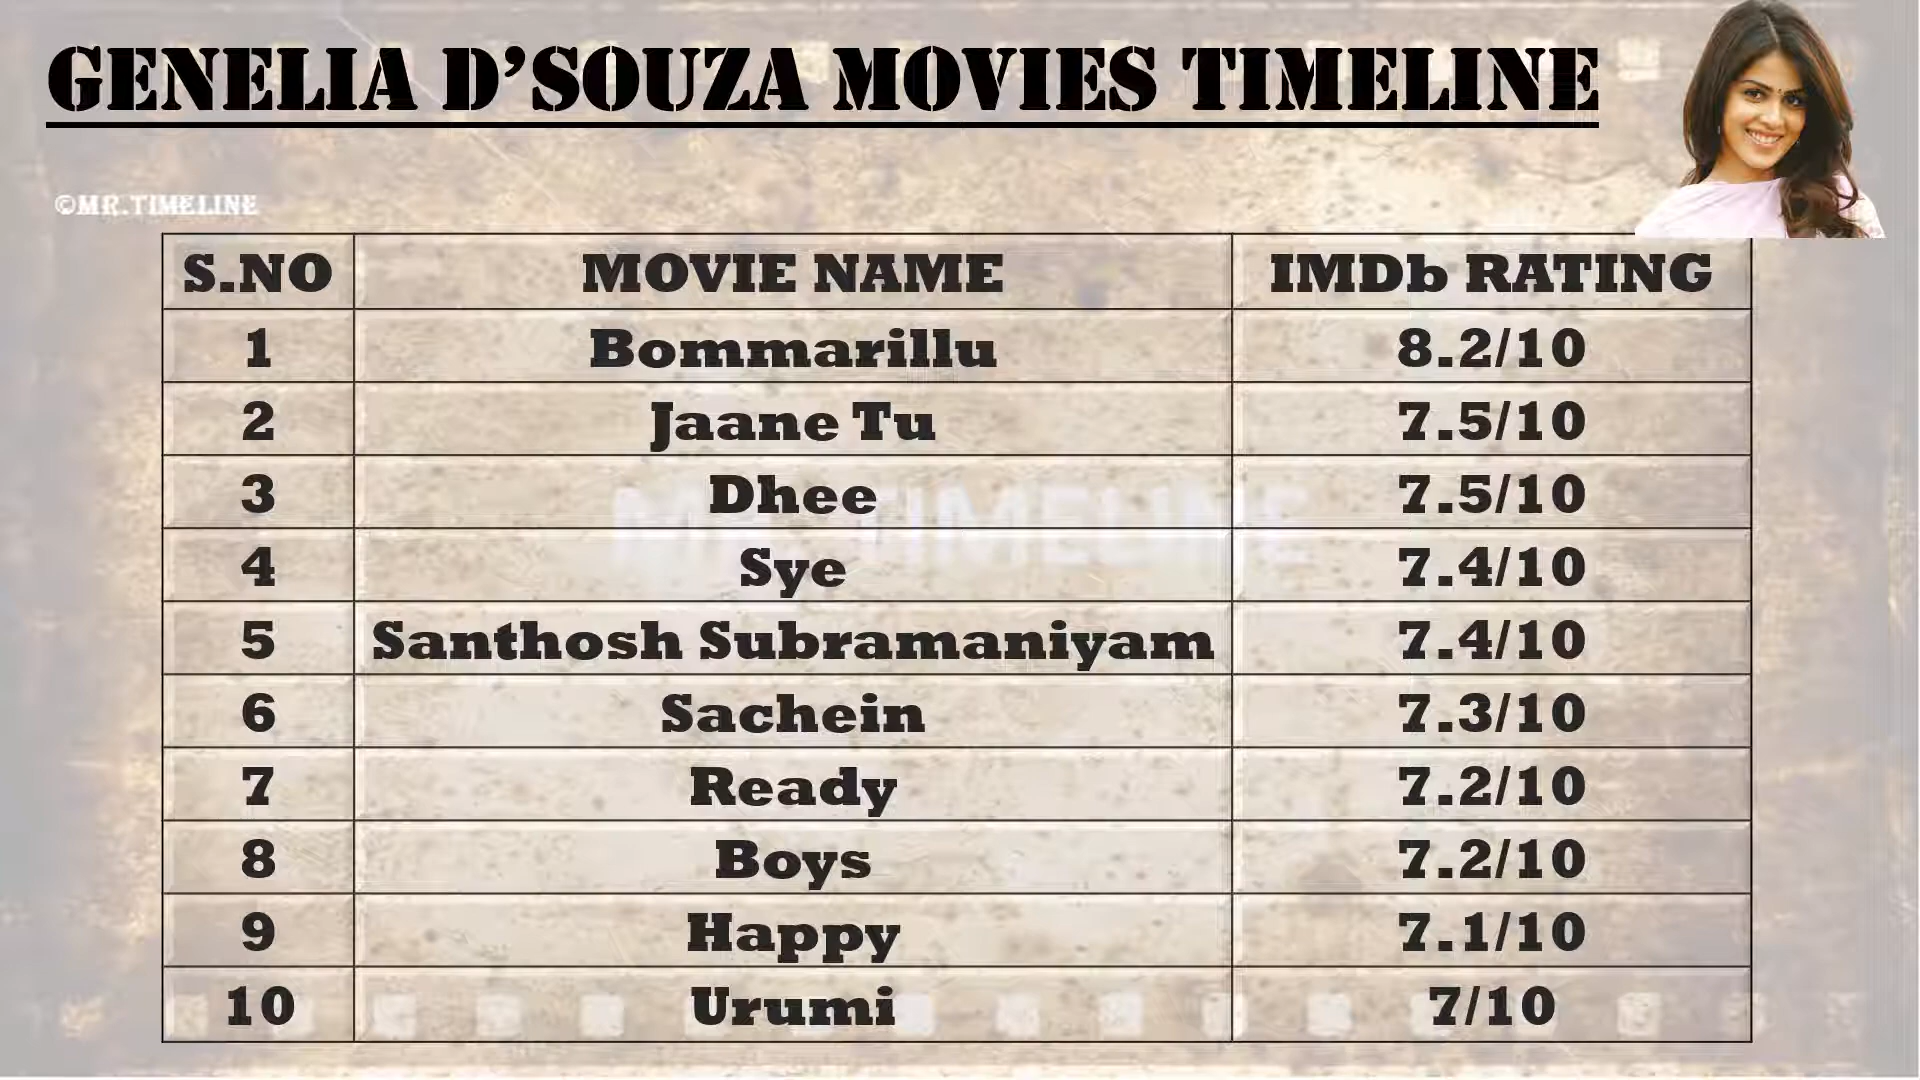 GENELIA D’SOUZA MOVIES TIMELINE
©MR.TIMELINE
S.NO MOVIE NAME IMDb RATING
1 Bommarillu 8.2/10
2 Jaane Tu 7.5/10
3 Dhee 7.5/10
MR. TIMELINE
4 Sye 7.4/10
5 Santhosh Subramaniyam 7.4/10
6 Sachein 7.3/10
7 Ready 7.2/10
8 Boys 7.2/10
9 Happy 7.1/10
10 Urumi 7/10